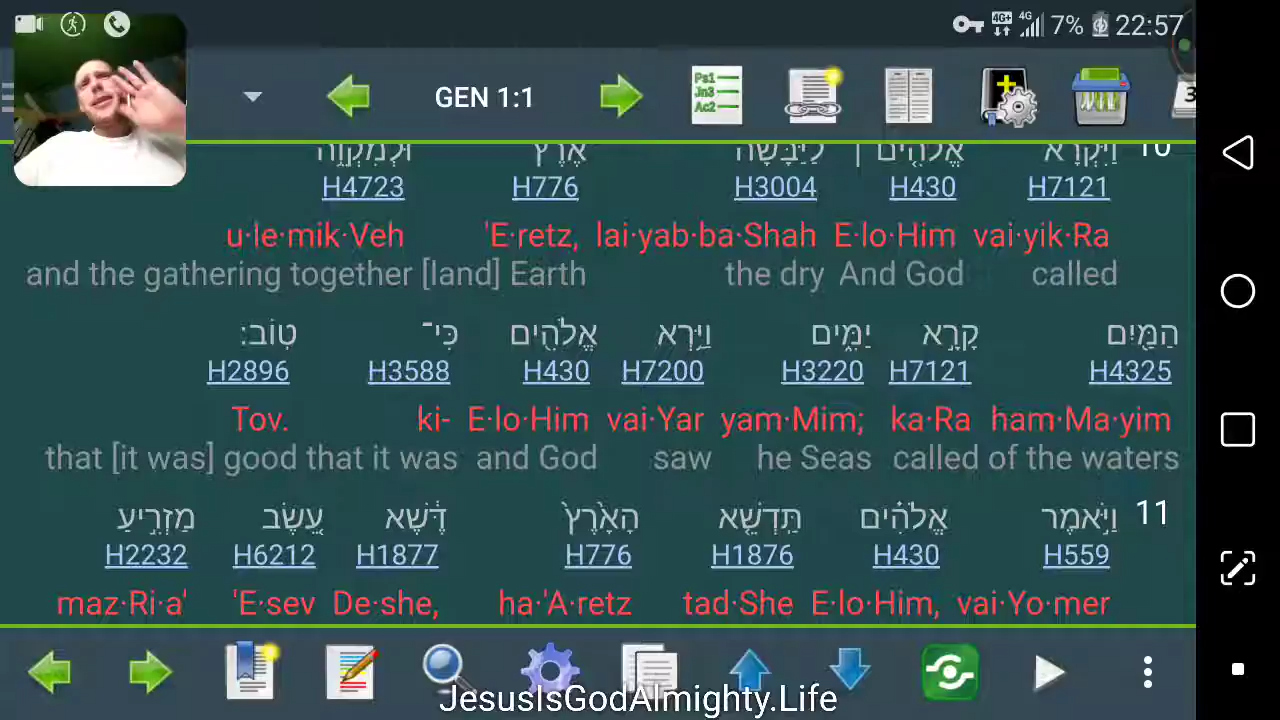 7% 22:57
GEN 1:1
Ps1
Jn3
Ac2
3
10 וַיִּקְרָ֨א אֱלֹהִ֤ים ׀ לַיַּבָּשָׁה֙ אֶ֔רֶץ וּלְמִקְוֵ֥ה
H4723 H776 H3004 H430 H7121
u·le·mik·Veh 'E·retz, lai·yab·ba·Shah E·lo·Him vai·yik·Ra
and the gathering together [land] Earth the dry And God called
הַמַּ֖יִם קָרָ֣א יַמִּ֑ים וַיַּ֥רְא אֱלֹהִ֖ים כִּי־ טֽוֹב׃
H2896 H3588 H430 H7200 H3220 H7121 H4325
Tov. ki- E·lo·Him vai·Yar yam·Mim; ka·Ra ham·Ma·yim
that [it was] good that it was and God saw he Seas called of the waters
11 וַיֹּ֣אמֶר אֱלֹהִ֗ים תַּֽדְשֵׁ֤א הָאָ֙רֶץ֙ דֶּ֔שֶׁא עֵ֚שֶׂב מַזְרִ֣יעַ
H2232 H6212 H1877 H776 H1876 H430 H559
maz·Ri·a' 'E·sev De·she, ha·'A·retz tad·She E·lo·Him, vai·Yo·mer
JesusIsGodAlmighty.Life